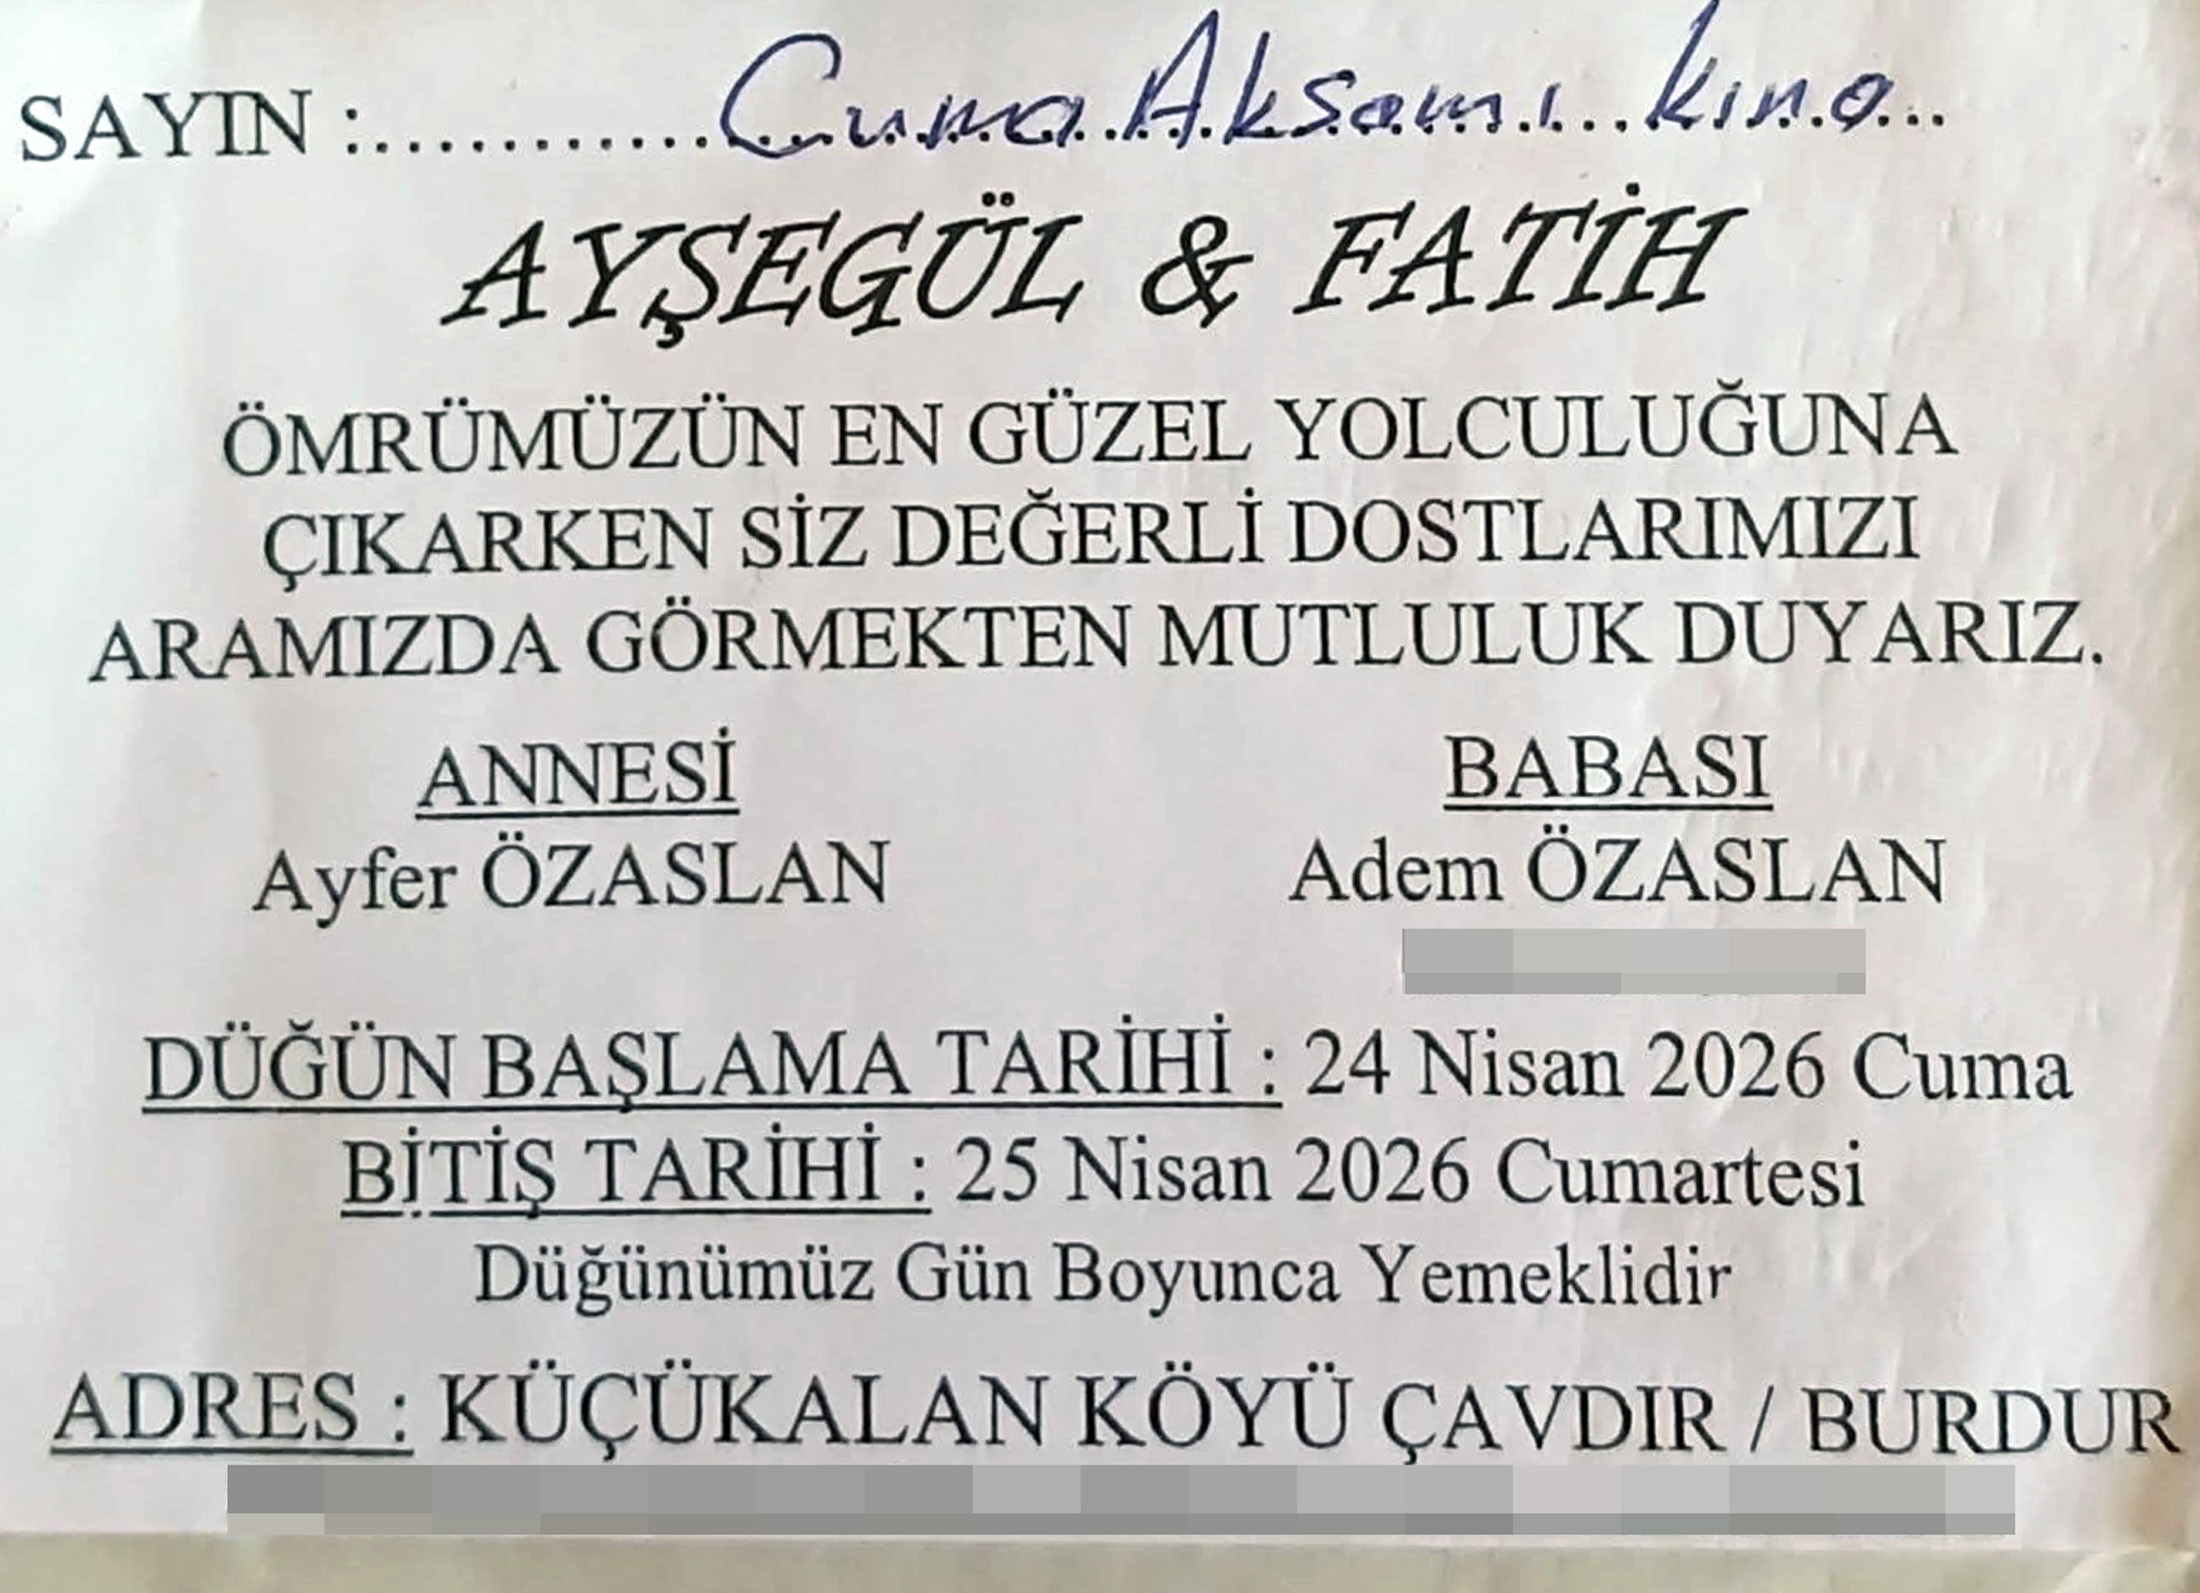 SAYIN :............Cuma Akşamı...kına...
AYŞEGÜL & FATİH
ÖMRÜMÜZÜN EN GÜZEL YOLCULUĞUNA
ÇIKARKEN SİZ DEĞERLİ DOSTLARIMIZI
ARAMIZDA GÖRMEKTEN MUTLULUK DUYARIZ.
ANNESİ BABASI
Ayfer ÖZASLAN Adem ÖZASLAN
DÜĞÜN BAŞLAMA TARİHİ : 24 Nisan 2026 Cuma
BİTİŞ TARİHİ : 25 Nisan 2026 Cumartesi
Düğünümüz Gün Boyunca Yemeklidir
ADRES : KÜÇÜKALAN KÖYÜ ÇAVDIR / BURDUR